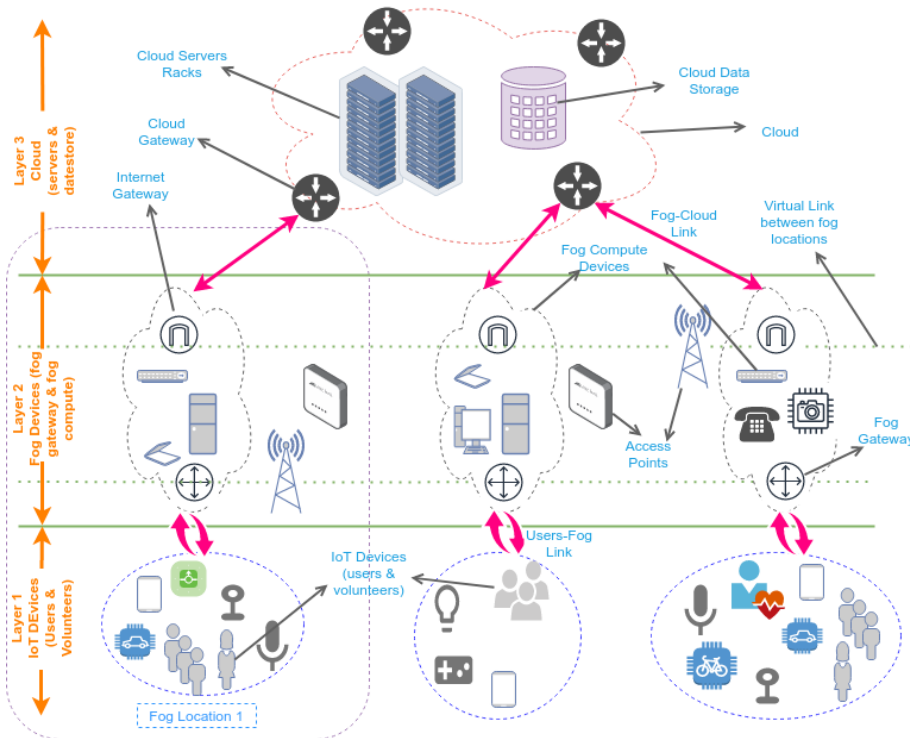 Layer 3
Cloud
(servers &
datestore)
Cloud Servers
Racks
Cloud
Gateway
Internet
Gateway
Cloud Data
Storage
Cloud
Fog-Cloud
Link
Virtual Link
between fog
locations
Layer 2
Fog Devices (fog
gateway & fog
compute)
Fog Compute
Devices
Access
Points
Fog
Gateway
Layer 1
IoT DEvices
(Users &
Volunteers)
IoT Devices
(users &
volunteers)
Users-Fog
Link
Fog Location 1